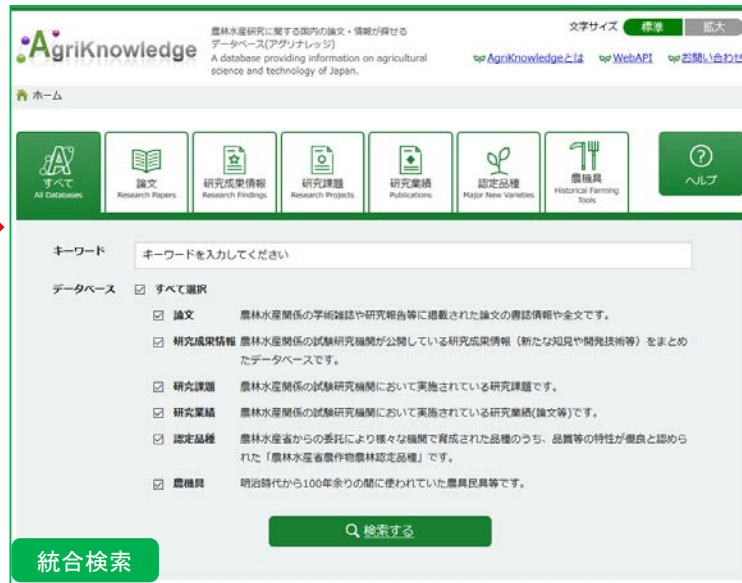 AgriKnowledge
農林水産研究に関する国内の論文・情報が探せる
データベース(アグリナレッジ)
A database providing information on agricultural
science and technology of Japan.
文字サイズ 標準 拡大
AgriKnowledgeとは WebAPI お問い合わせ
ホーム
すべて
All Databases
論文
Research Papers
研究成果情報
Research Findings
研究課題
Research Projects
研究業績
Publications
認定品種
Major New Varieties
農機具
Historical Farming
Tools
ヘルプ
キーワード キーワードを入力してください
データベース すべて選択
論文 農林水産関係の学術雑誌や研究報告等に掲載された論文の書誌情報や全文です。
研究成果情報 農林水産関係の試験研究機関が公開している研究成果情報（新たな知見や開発技術等）をまとめ
たデータベースです。
研究課題 農林水産関係の試験研究機関において実施されている研究課題です。
研究業績 農林水産関係の試験研究機関において実施されている研究業績(論文等)です。
認定品種 農林水産省からの委託により様々な機関で育成された品種のうち、品質等の特性が優良と認めら
れた「農林水産省農作物農林認定品種」です。
農機具 明治時代から100年余りの間に使われていた農具民具等です。
検索する
統合検索